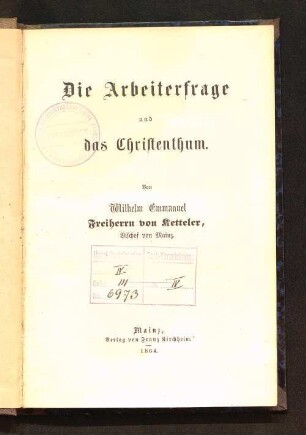 Die Arbeiterfrage
und
das Christenthum.
Von
Wilhelm Emmanuel
Freiherrn von Ketteler,
Bischof von Mainz.
IV
III
IV
6973
Mainz,
Verlag von Franz Kirchheim.
1864.